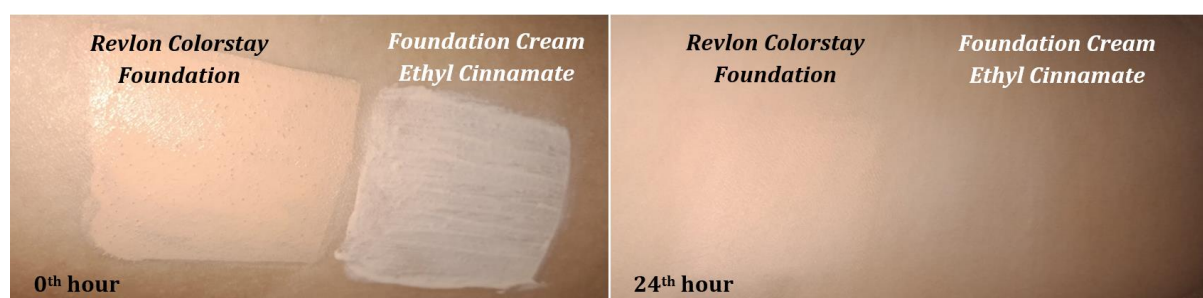 Revlon Colorstay
Foundation
Foundation Cream
Ethyl Cinnamate
0th hour
Revlon Colorstay
Foundation
Foundation Cream
Ethyl Cinnamate
24th hour